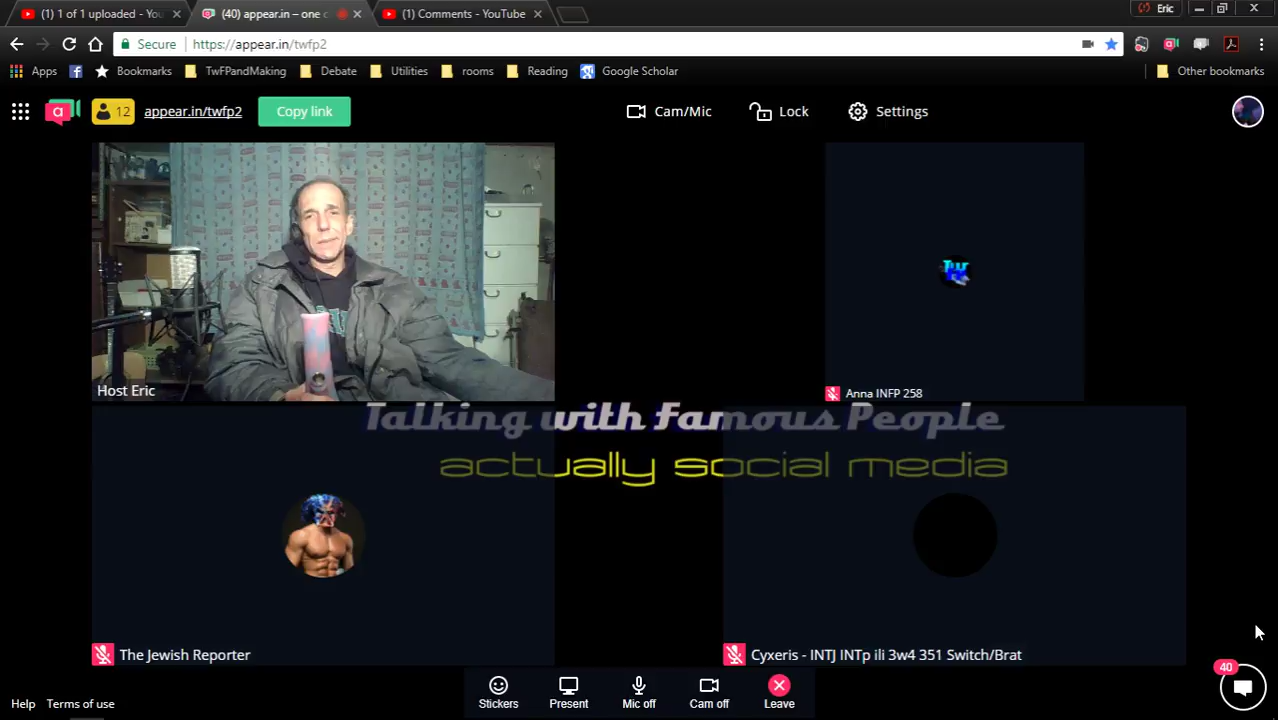 (1) 1 of 1 uploaded - You
(40) appear.in – one c
(1) Comments - YouTube
Eric
Secure
https://appear.in/twfp2
Apps
Bookmarks
TwFPandMaking
Debate
Utilities
rooms
Reading
Google Scholar
Other bookmarks
a
12
appear.in/twfp2
Copy link
Cam/Mic
Lock
Settings
Host Eric
Anna INFP 258
Talking with Famous People
actually social media
The Jewish Reporter
Cyxeris - INTJ INTp ili 3w4 351 Switch/Brat
40
Help
Terms of use
Stickers
Present
Mic off
Cam off
Leave